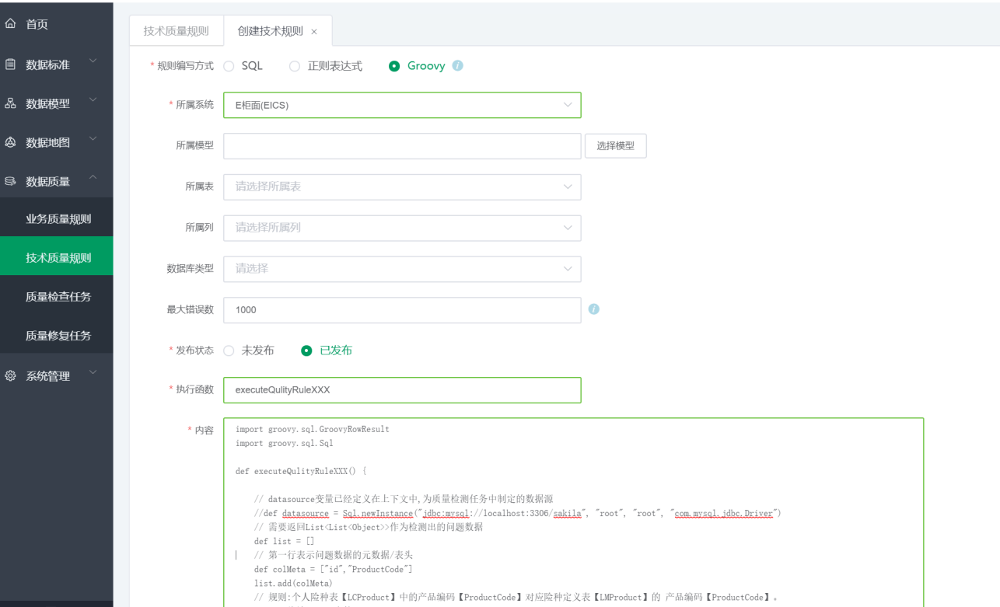 首页
数据标准
数据模型
数据地图
数据质量
业务质量规则
技术质量规则
质量检查任务
质量修复任务
系统管理
技术质量规则 创建技术规则 ×
* 规则编写方式 SQL 正则表达式 Groovy i
* 所属系统 E柜面(EICS)
所属模型 选择模型
所属表 请选择所属表
所属列 请选择所属列
数据库类型 请选择
最大错误数 1000 i
* 发布状态 未发布 已发布
* 执行函数 executeQulityRuleXXX
* 内容
import groovy.sql.GroovyRowResult
import groovy.sql.Sql
def executeQulityRuleXXX() {
// datasource变量已经定义在上下文中,为质量检测任务中制定的数据源
//def datasource = Sql.newInstance("jdbc:mysql://localhost:3306/sakila", "root", "root", "com.mysql.jdbc.Driver")
// 需要返回List<List<Object>>作为检测出的问题数据
def list = []
// 第一行表示问题数据的元数据/表头
def colMeta = ["id","ProductCode"]
list.add(colMeta)
// 规则:个人险种表【LCProduct】中的产品编码【ProductCode】对应险种定义表【LMProduct】的 产品编码【ProductCode】。